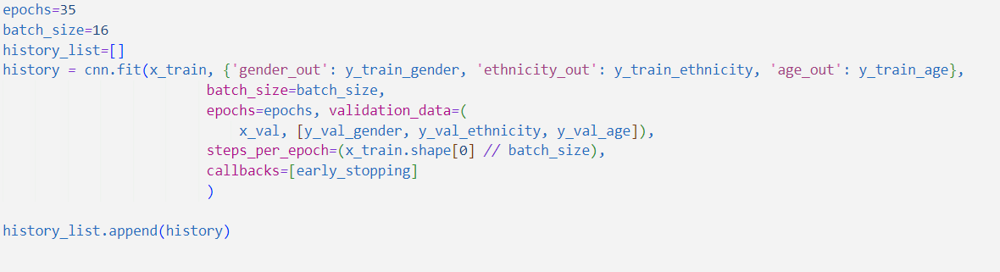 epochs=35
batch_size=16
history_list=[]
history = cnn.fit(x_train, {'gender_out': y_train_gender, 'ethnicity_out': y_train_ethnicity, 'age_out': y_train_age},
batch_size=batch_size,
epochs=epochs, validation_data=(
x_val, [y_val_gender, y_val_ethnicity, y_val_age]),
steps_per_epoch=(x_train.shape[0] // batch_size),
callbacks=[early_stopping]
)
history_list.append(history)